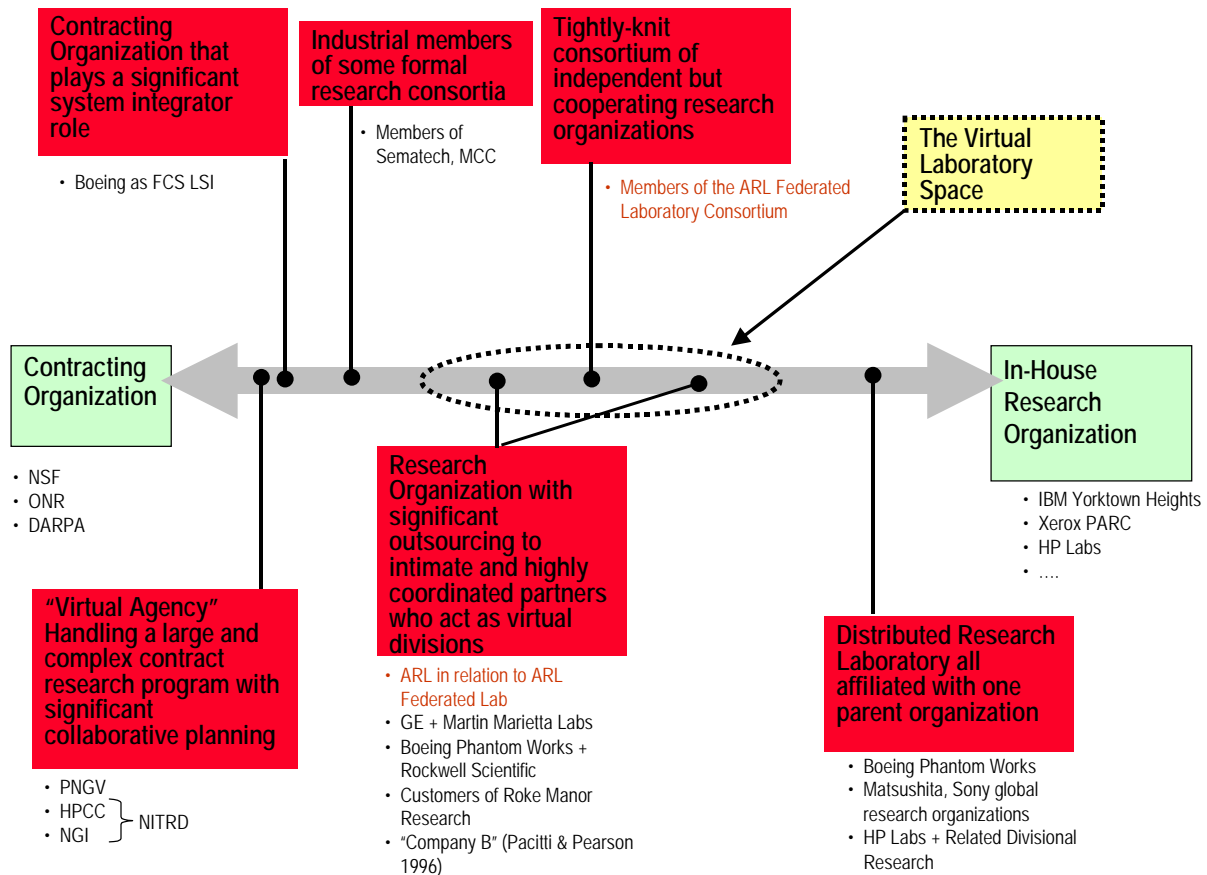 Contracting
Organization that
plays a significant
system integrator
role
• Boeing as FCS LSI
Industrial members
of some formal
research consortia
• Members of
Sematech, MCC
Tightly-knit
consortium of
independent but
cooperating research
organizations
• Members of the ARL Federated
Laboratory Consortium
The Virtual
Laboratory
Space
Contracting
Organization
• NSF
• ONR
• DARPA
In-House
Research
Organization
• IBM Yorktown Heights
• Xerox PARC
• HP Labs
• ....
“Virtual Agency”
Handling a large and
complex contract
research program with
significant
collaborative planning
• PNGV
• HPCC
• NGI
NITRD
Research
Organization with
significant
outsourcing to
intimate and highly
coordinated partners
who act as virtual
divisions
• ARL in relation to ARL
Federated Lab
• GE + Martin Marietta Labs
• Boeing Phantom Works +
Rockwell Scientific
• Customers of Roke Manor
Research
• “Company B” (Pacitti & Pearson
1996)
Distributed Research
Laboratory all
affiliated with one
parent organization
• Boeing Phantom Works
• Matsushita, Sony global
research organizations
• HP Labs + Related Divisional
Research